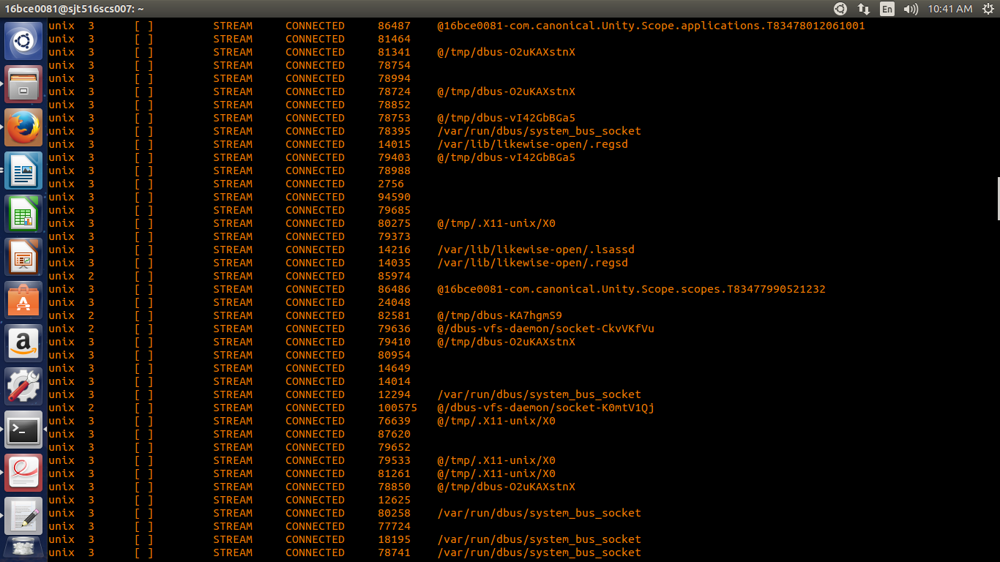 16bce0081@sjt516scs007: ~ En 10:41 AM
unix 3 [ ] STREAM CONNECTED 86487 @16bce0081-com.canonical.Unity.Scope.applications.T83478012061001
unix 3 [ ] STREAM CONNECTED 81464
unix 3 [ ] STREAM CONNECTED 81341 @/tmp/dbus-O2uKAXstnX
unix 3 [ ] STREAM CONNECTED 78754
unix 3 [ ] STREAM CONNECTED 78994
unix 3 [ ] STREAM CONNECTED 78724 @/tmp/dbus-O2uKAXstnX
unix 3 [ ] STREAM CONNECTED 78852
unix 3 [ ] STREAM CONNECTED 78753 @/tmp/dbus-vI42GbBGa5
unix 3 [ ] STREAM CONNECTED 78395 /var/run/dbus/system_bus_socket
unix 3 [ ] STREAM CONNECTED 14015 /var/lib/likewise-open/.regsd
unix 3 [ ] STREAM CONNECTED 79403 @/tmp/dbus-vI42GbBGa5
unix 3 [ ] STREAM CONNECTED 78988
unix 3 [ ] STREAM CONNECTED 2756
unix 3 [ ] STREAM CONNECTED 94590
unix 3 [ ] STREAM CONNECTED 79685
unix 3 [ ] STREAM CONNECTED 80275 @/tmp/.X11-unix/X0
unix 3 [ ] STREAM CONNECTED 79373
unix 3 [ ] STREAM CONNECTED 14216 /var/lib/likewise-open/.lsassd
unix 3 [ ] STREAM CONNECTED 14035 /var/lib/likewise-open/.regsd
unix 2 [ ] STREAM CONNECTED 85974
unix 3 [ ] STREAM CONNECTED 86486 @16bce0081-com.canonical.Unity.Scope.scopes.T83477990521232
unix 3 [ ] STREAM CONNECTED 24048
unix 2 [ ] STREAM CONNECTED 82581 @/tmp/dbus-KA7hgmS9
unix 2 [ ] STREAM CONNECTED 79636 @/dbus-vfs-daemon/socket-CkvVKfVu
unix 3 [ ] STREAM CONNECTED 79410 @/tmp/dbus-O2uKAXstnX
unix 3 [ ] STREAM CONNECTED 80954
unix 3 [ ] STREAM CONNECTED 14649
unix 3 [ ] STREAM CONNECTED 14014
unix 3 [ ] STREAM CONNECTED 12294 /var/run/dbus/system_bus_socket
unix 2 [ ] STREAM CONNECTED 100575 @/dbus-vfs-daemon/socket-K0mtV1Qj
unix 3 [ ] STREAM CONNECTED 76639 @/tmp/.X11-unix/X0
unix 3 [ ] STREAM CONNECTED 87620
unix 3 [ ] STREAM CONNECTED 79652
unix 3 [ ] STREAM CONNECTED 79533 @/tmp/.X11-unix/X0
unix 3 [ ] STREAM CONNECTED 81261 @/tmp/.X11-unix/X0
unix 3 [ ] STREAM CONNECTED 78850 @/tmp/dbus-O2uKAXstnX
unix 3 [ ] STREAM CONNECTED 12625
unix 3 [ ] STREAM CONNECTED 80258 /var/run/dbus/system_bus_socket
unix 3 [ ] STREAM CONNECTED 77724
unix 3 [ ] STREAM CONNECTED 18195 /var/run/dbus/system_bus_socket
unix 3 [ ] STREAM CONNECTED 78741 /var/run/dbus/system_bus_socket